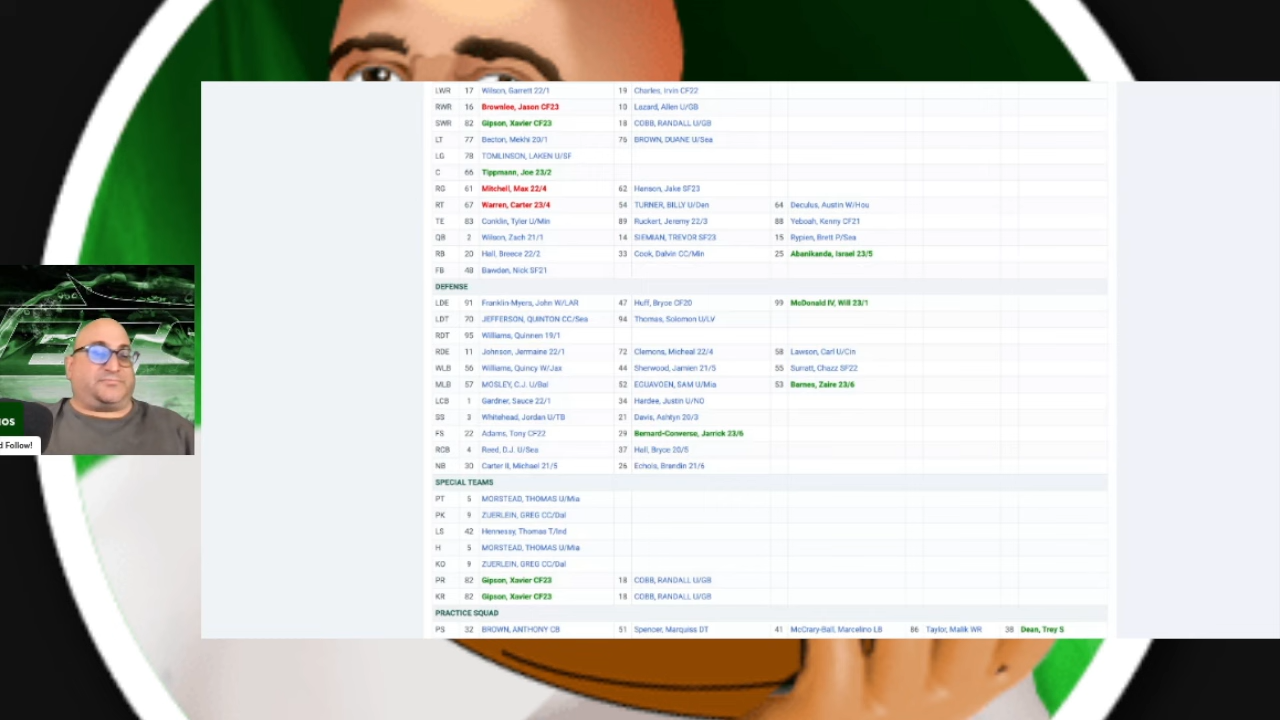 LWR 17 Wilson, Garrett 22/1 19 Charles, Irvin CF22
RWR 16 Brownlee, Jason CF23 10 Lazard, Allen U/GB
SWR 82 Gipson, Xavier CF23 18 COBB, RANDALL U/GB
LT 77 Becton, Mekhi 20/1 76 BROWN, DUANE U/Sea
LG 78 TOMLINSON, LAKEN U/SF
C 66 Tippmann, Joe 23/2
RG 61 Mitchell, Max 22/4 62 Hanson, Jake SF23
RT 67 Warren, Carter 23/4 54 TURNER, BILLY U/Den 64 Deculus, Austin W/Hou
TE 83 Conklin, Tyler U/Min 89 Ruckert, Jeremy 22/3 88 Yeboah, Kenny CF21
QB 2 Wilson, Zach 21/1 14 SIEMIAN, TREVOR SF23 15 Rypien, Brett P/Sea
RB 20 Hall, Breece 22/2 33 Cook, Dalvin CC/Min 25 Abanikanda, Israel 23/5
FB 48 Bawden, Nick SF21
DEFENSE
LDE 91 Franklin-Myers, John W/LAR 47 Huff, Bryce CF20 99 McDonald IV, Will 23/1
LDT 70 JEFFERSON, QUINTON CC/Sea 94 Thomas, Solomon U/LV
RDT 95 Williams, Quinnen 19/1
RDE 11 Johnson, Jermaine 22/1 72 Clemons, Micheal 22/4 58 Lawson, Carl U/Cin
WLB 56 Williams, Quincy W/Jax 44 Sherwood, Jamien 21/5 55 Surratt, Chazz SF22
MLB 57 MOSLEY, C.J. U/Bal 52 EGUAVOEN, SAM U/Mia 53 Barnes, Zaire 23/6
LCB 1 Gardner, Sauce 22/1 34 Hardee, Justin U/NO
SS 3 Whitehead, Jordan U/TB 21 Davis, Ashtyn 20/3
FS 22 Adams, Tony CF22 29 Bernard-Converse, Jarrick 23/6
RCB 4 Reed, D.J. U/Sea 37 Hall, Bryce 20/5
NB 30 Carter II, Michael 21/5 26 Echols, Brandin 21/6
SPECIAL TEAMS
PT 5 MORSTEAD, THOMAS U/Mia
PK 9 ZUERLEIN, GREG CC/Dal
LS 42 Hennessy, Thomas T/Ind
H 5 MORSTEAD, THOMAS U/Mia
KO 9 ZUERLEIN, GREG CC/Dal
PR 82 Gipson, Xavier CF23 18 COBB, RANDALL U/GB
KR 82 Gipson, Xavier CF23 18 COBB, RANDALL U/GB
PRACTICE SQUAD
PS 32 BROWN, ANTHONY CB 51 Spencer, Marquiss DT 41 McCrary-Ball, Marcelino LB 86 Taylor, Malik WR 38 Dean, Trey S
d Follow!